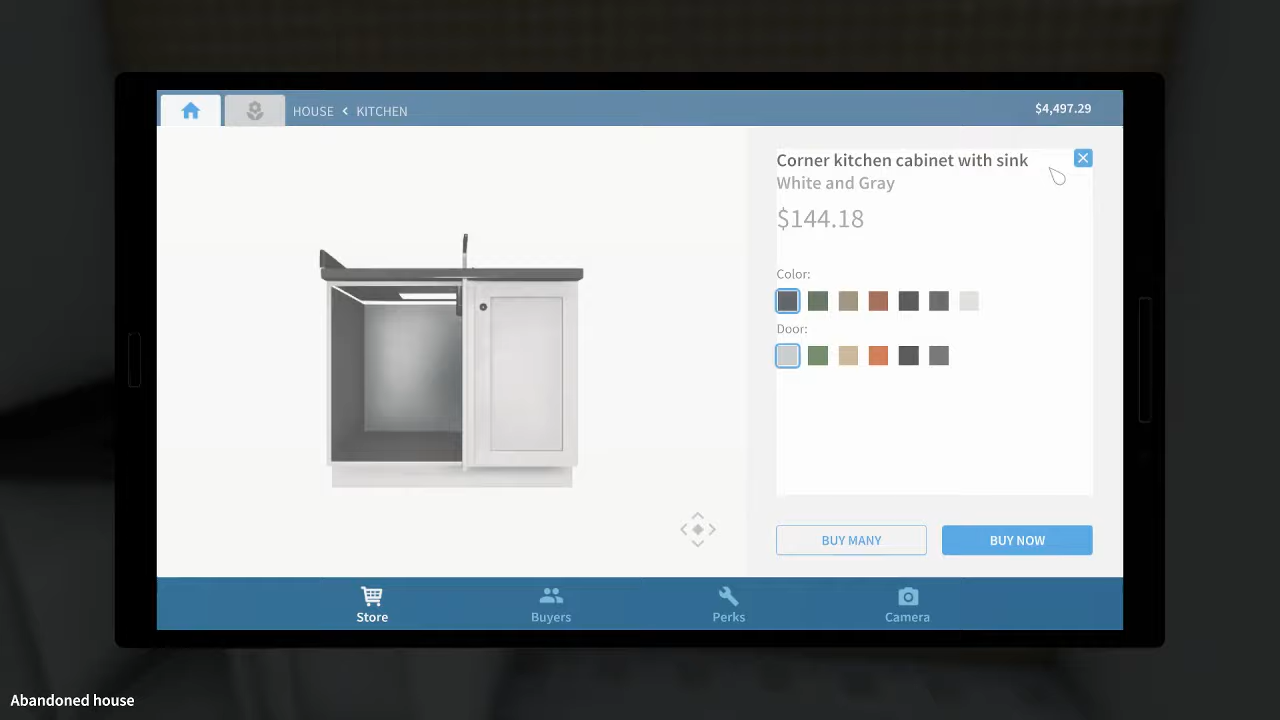 HOUSE < KITCHEN
$4,497.29
Corner kitchen cabinet with sink
White and Gray
$144.18
Color:
Door:
BUY MANY
BUY NOW
Store
Buyers
Perks
Camera
Abandoned house